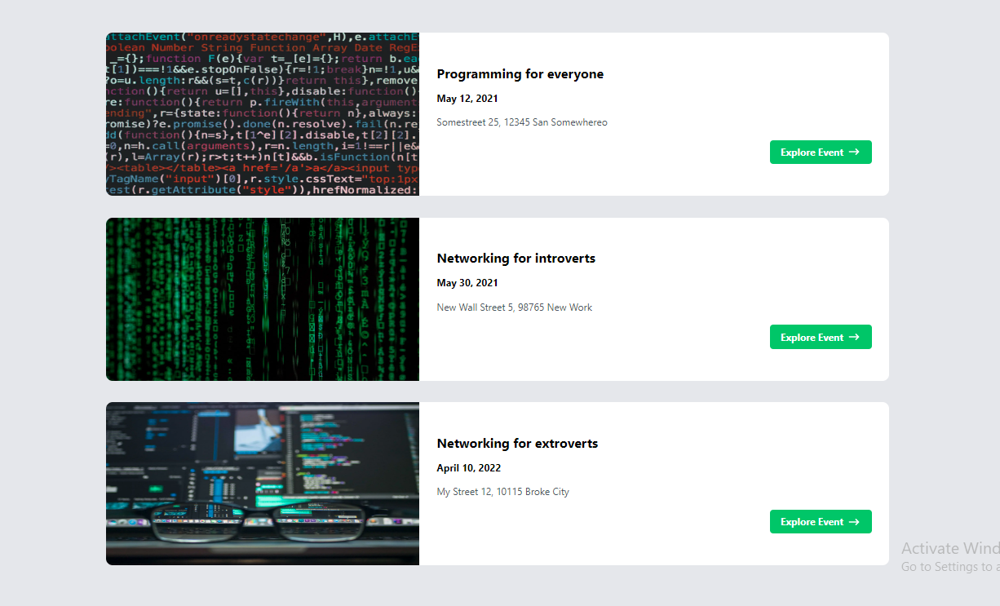 attachEvent("onreadystatechange",H),e.attachE
boolean Number String Function Array Date RegE
_={};function F(e){var t=_[e]={};return b.ea
t[1])===!1&&e.stopOnFalse){r=!1;break}n=!1,u&
?o=u.length:r&&(s=t,c(r))}return this},remove
nction(){return u=[],this},disable:function()
re:function(){return p.fireWith(this,argument
ending",r={state:function(){return n},always:
romise)?e.promise().done(n.resolve).fail(n.re
dd(function(){n=s},t[1^e][2].disable,t[2][2].
=0,n=h.call(arguments),r=n.length,i=1!==r||e&
(r),l=Array(r);r>t;t++)n[t]&&b.isFunction(n[t
/><table></table><a href='/a'>a</a><input typ
/TagName("input")[0],r.style.cssText="top:1px
est(r.getAttribute("style")),hrefNormalized:
Programming for everyone
May 12, 2021
Somestreet 25, 12345 San Somewhereo
Explore Event →
Networking for introverts
May 30, 2021
New Wall Street 5, 98765 New Work
Explore Event →
Networking for extroverts
April 10, 2022
My Street 12, 10115 Broke City
Explore Event →
Activate Wind
Go to Settings to a